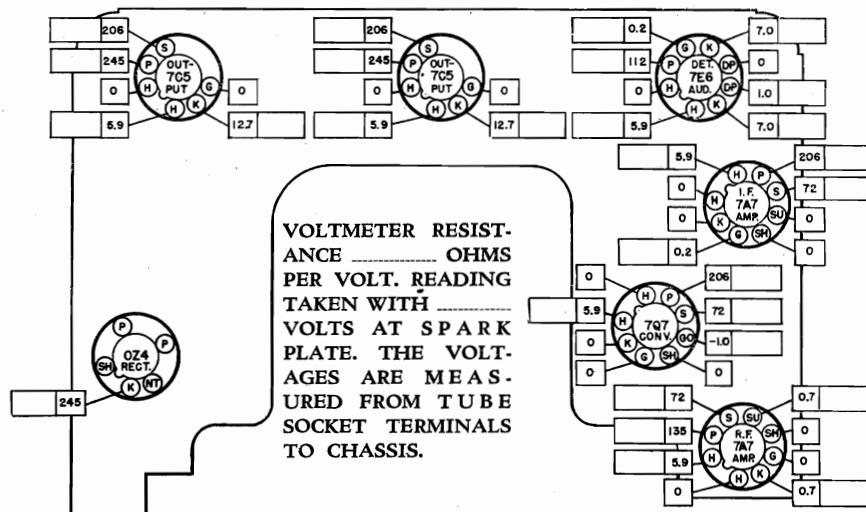 206
S
245
P
OUT-
7C5
PUT
0
H
G
0
5.9
H
K
12.7
206
S
245
P
OUT-
7C5
PUT
0
H
G
0
5.9
H
K
12.7
0.2
G
K
7.0
112
P
DET.
7E6
AUD.
DP
0
0
H
DP
1.0
5.9
H
K
7.0
5.9
H
P
206
0
H
I.F.
7A7
AMP.
S
72
0
K
SU
0
0.2
G
SH
0
0
H
P
206
5.9
H
7Q7
CONV.
S
72
0
K
GO
-1.0
0
G
SH
0
72
S
SU
0.7
135
P
R.F.
7A7
AMP.
SH
0
5.9
H
G
0
0
H
K
0.7
P
P
OZ4
RECT.
SH
K
NT
245
VOLTMETER RESIST-
ANCE ............ OHMS
PER VOLT. READING
TAKEN WITH ............
VOLTS AT SPARK
PLATE. THE VOLT-
AGES ARE MEAS-
URED FROM TUBE
SOCKET TERMINALS
TO CHASSIS.